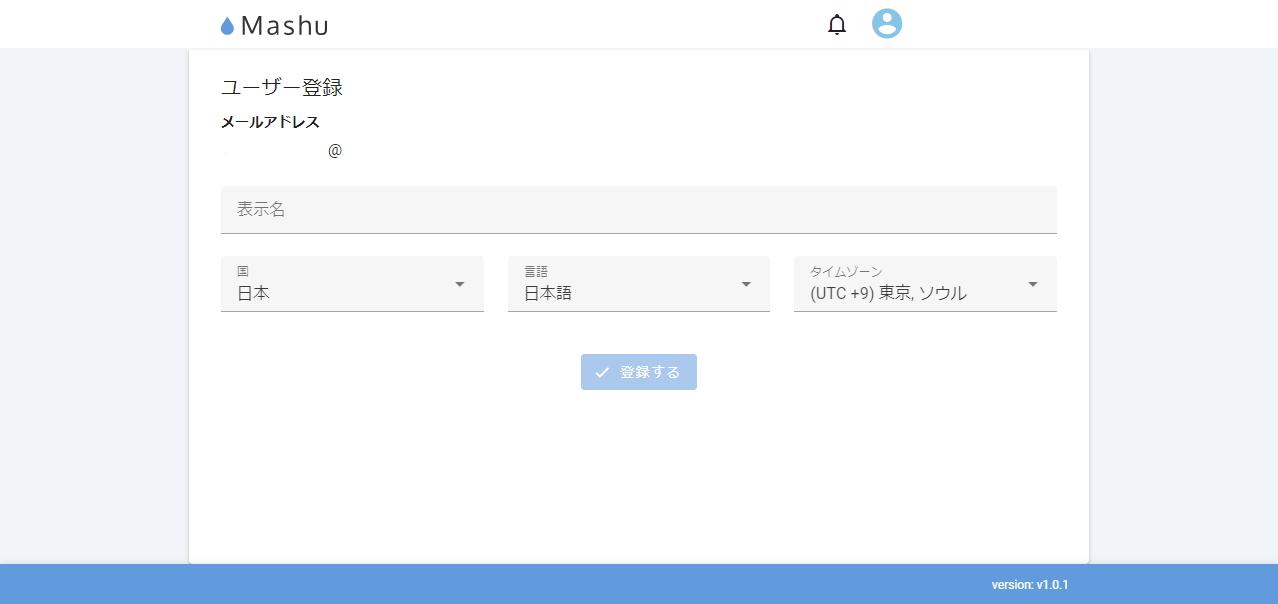 Mashu
ユーザー登録
メールアドレス
@
表示名
国
日本
言語
日本語
タイムゾーン
(UTC +9) 東京, ソウル
登録する
version: v1.0.1